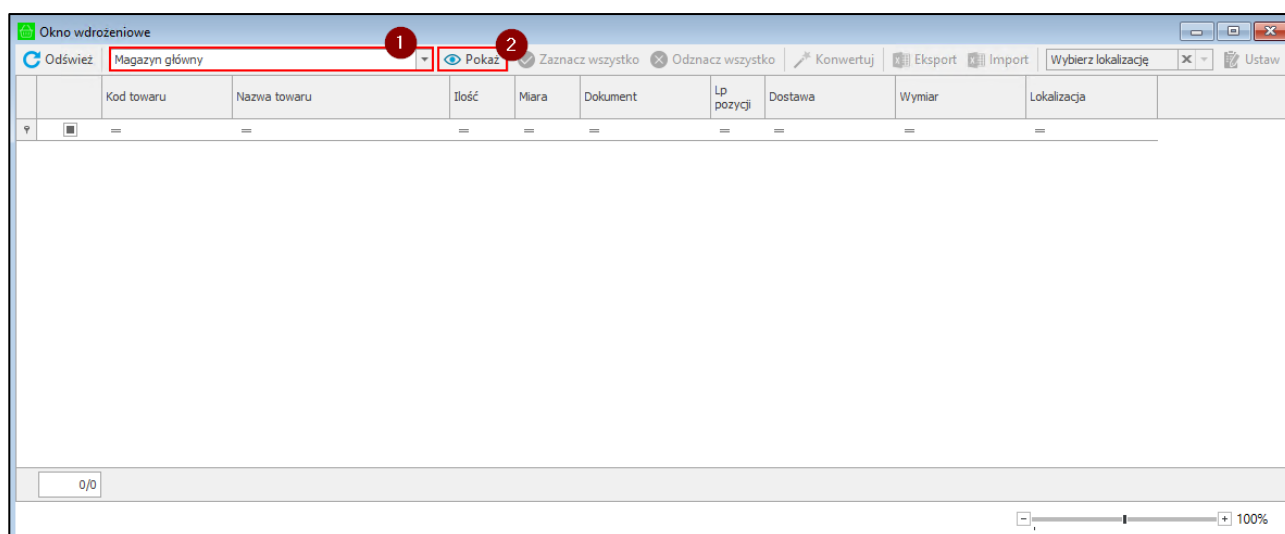 Okno wdrożeniowe
1
2
Odśwież Magazyn główny Pokaż Zaznacz wszystko Odznacz wszystko Konwertuj Eksport Import Wybierz lokalizację Ustaw
Kod towaru Nazwa towaru Ilość Miara Dokument Lp pozycji Dostawa Wymiar Lokalizacja
= = = = = = = = =
0/0
100%